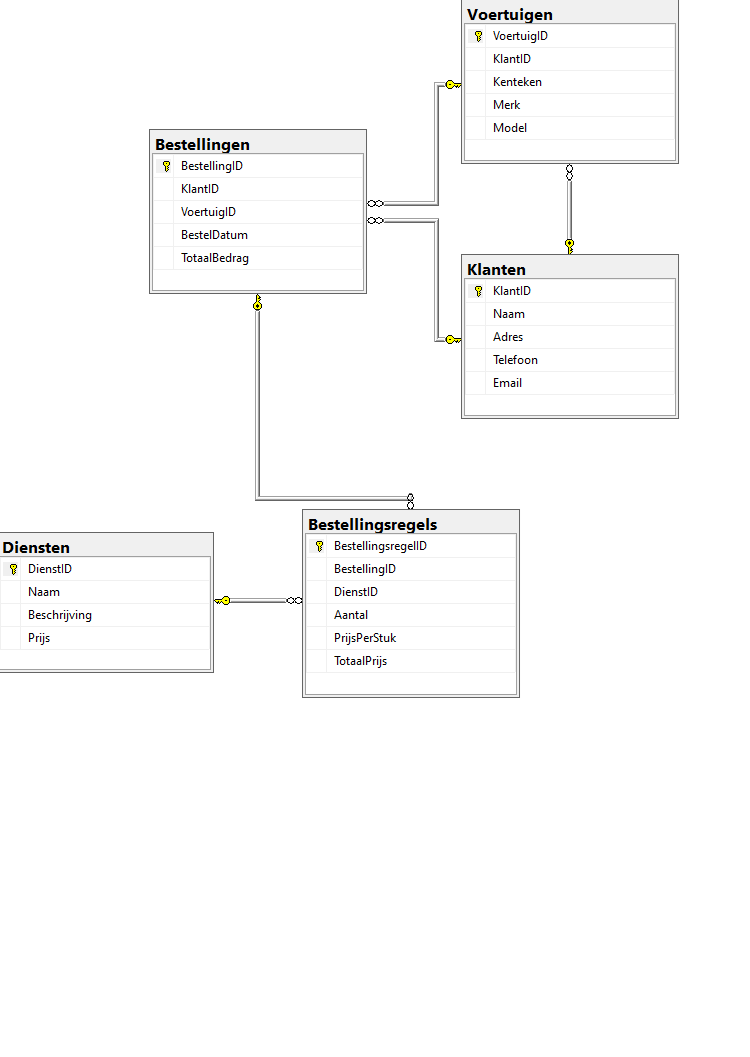 Voertuigen
VoertuigID
KlantID
Kenteken
Merk
Model
Bestellingen
BestellingID
KlantID
VoertuigID
BestelDatum
TotaalBedrag
Klanten
KlantID
Naam
Adres
Telefoon
Email
Bestellingsregels
BestellingsregelID
BestellingID
DienstID
Aantal
PrijsPerStuk
TotaalPrijs
Diensten
DienstID
Naam
Beschrijving
Prijs